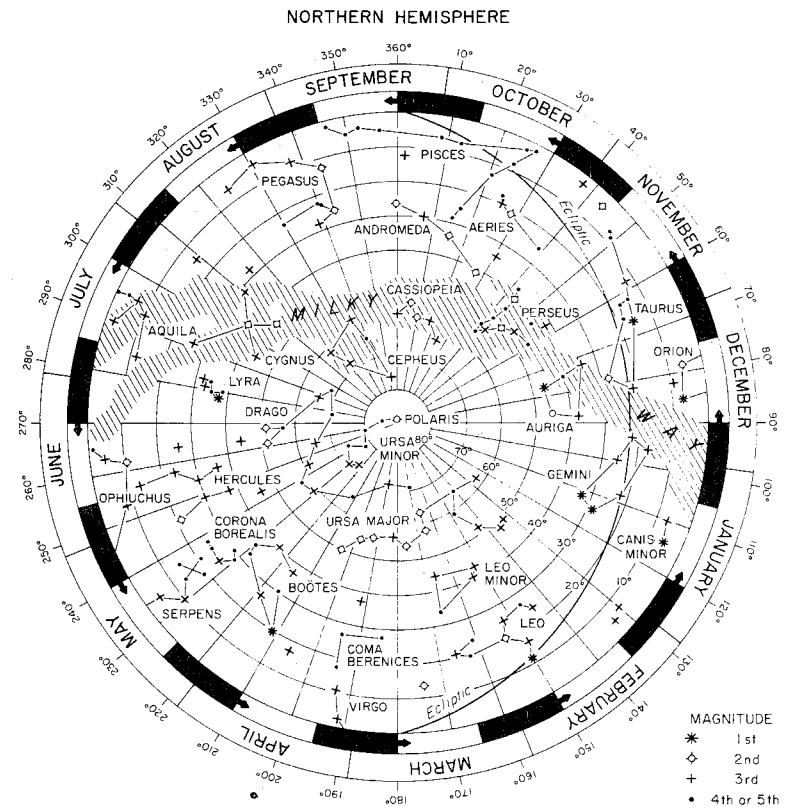 NORTHERN HEMISPHERE
360°
10°
20°
30°
40°
50°
60°
70°
80°
90°
100°
110°
120°
130°
140°
150°
160°
170°
180°
190°
200°
210°
220°
230°
240°
250°
260°
270°
280°
290°
300°
310°
320°
330°
340°
350°
SEPTEMBER
OCTOBER
NOVEMBER
DECEMBER
JANUARY
FEBRUARY
MARCH
APRIL
MAY
JUNE
JULY
AUGUST
PISCES
PEGASUS
ANDROMEDA
AERIES
Ecliptic
CASSIOPEIA
MILKY
PERSEUS
TAURUS
AQUILA
ORION
CYGNUS
CEPHEUS
LYRA
DRAGO
POLARIS
AURIGA
WAY
URSA
MINOR
80°
70°
60°
50°
40°
30°
20°
10°
GEMINI
HERCULES
OPHIUCHUS
CORONA
BOREALIS
URSA MAJOR
CANIS
MINOR
LEO
MINOR
BOÖTES
SERPENS
LEO
COMA
BERENICES
VIRGO
Ecliptic
MAGNITUDE
1st
2nd
3rd
4th or 5th